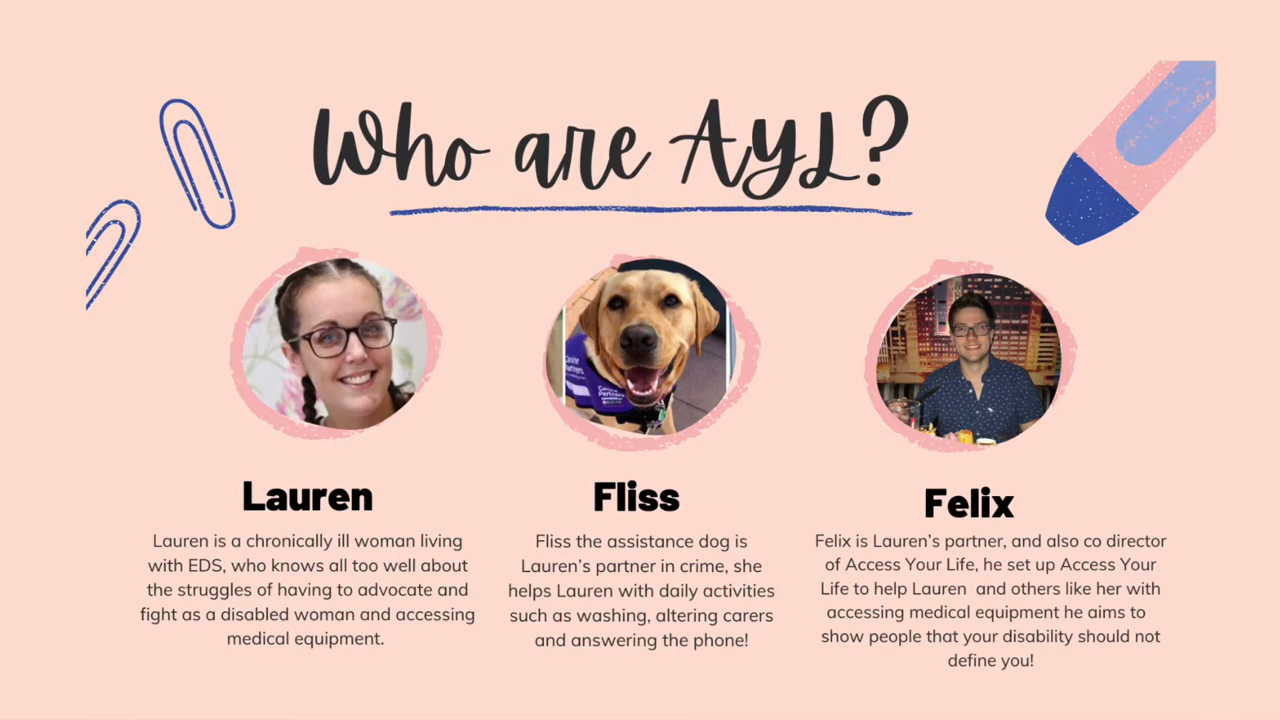 Who are AYL?
Lauren
Lauren is a chronically ill woman living
with EDS, who knows all too well about
the struggles of having to advocate and
fight as a disabled woman and accessing
medical equipment.
Fliss
Fliss the assistance dog is
Lauren's partner in crime, she
helps Lauren with daily activities
such as washing, altering carers
and answering the phone!
Felix
Felix is Lauren's partner, and also co director
of Access Your Life, he set up Access Your
Life to help Lauren  and others like her with
accessing medical equipment he aims to
show people that your disability should not
define you!